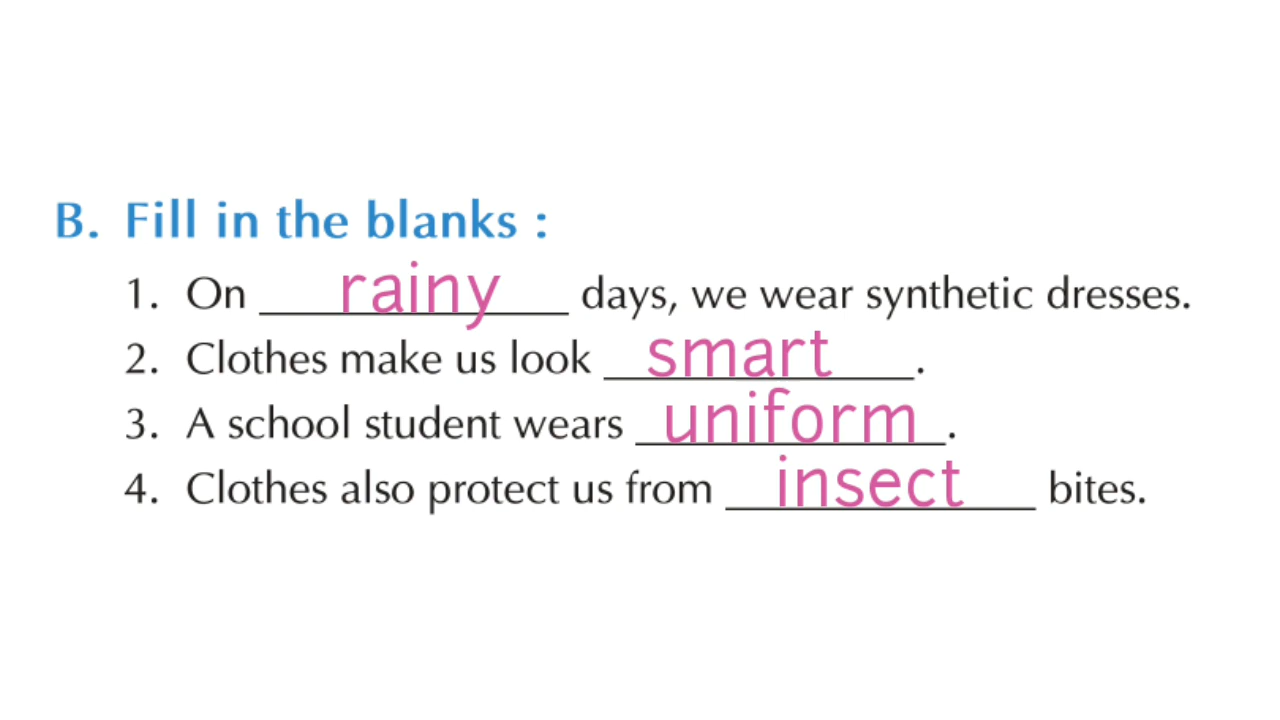 B. Fill in the blanks :
1. On rainy days, we wear synthetic dresses.
2. Clothes make us look smart.
3. A school student wears uniform.
4. Clothes also protect us from insect bites.